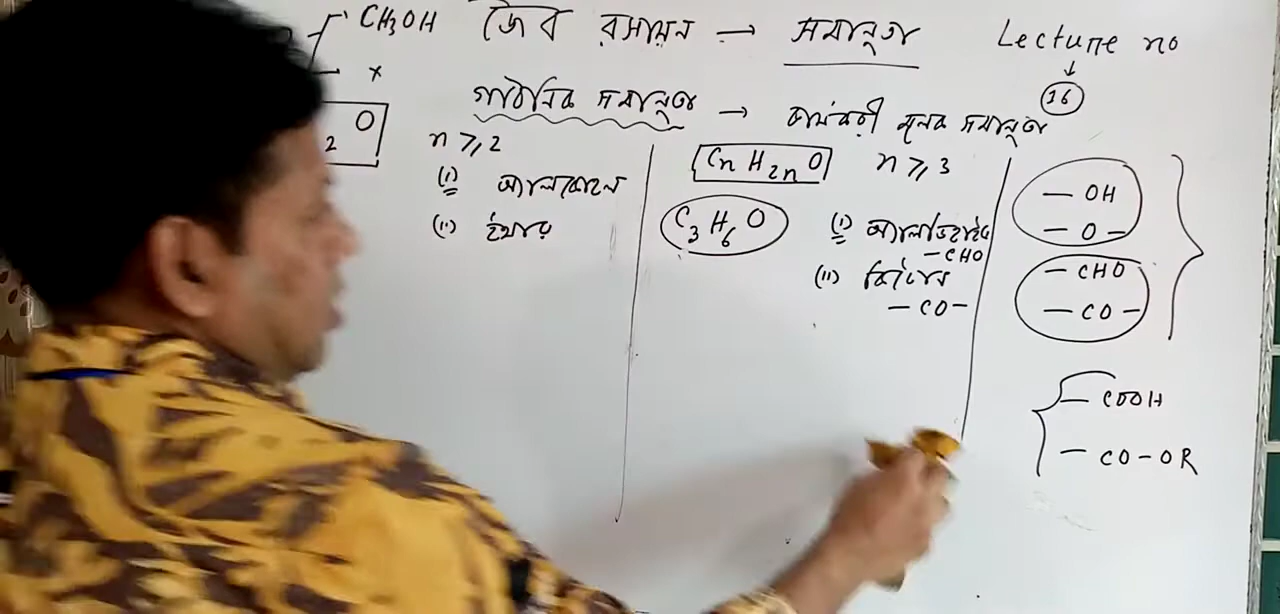 CH3OH জৈব রসায়ন → সমানুতা Lecture no
x
↓
16
গাঠনিক সমানুতা → কার্যকরী মূলক সমানুতা
2 O
n ≥ 2
(i) অ্যালকোহল
(ii) ইথার
CnH2nO n ≥ 3
C3H6O
(i) অ্যালডিহাইড
– CHO
(ii) কিটোন
– CO –
– OH
– O –
– CHO
– CO –
– COOH
– CO – OR